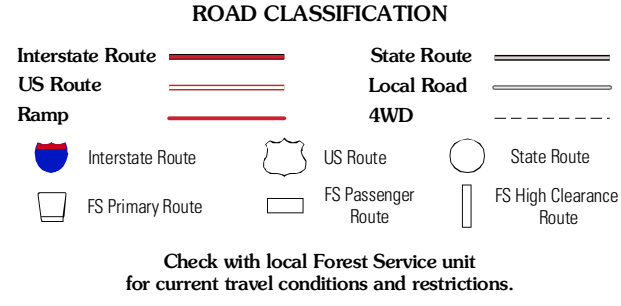 ROAD CLASSIFICATION
Interstate Route
State Route
US Route
Local Road
Ramp
4WD
Interstate Route
US Route
State Route
FS Primary Route
FS Passenger
Route
FS High Clearance
Route
Check with local Forest Service unit
for current travel conditions and restrictions.